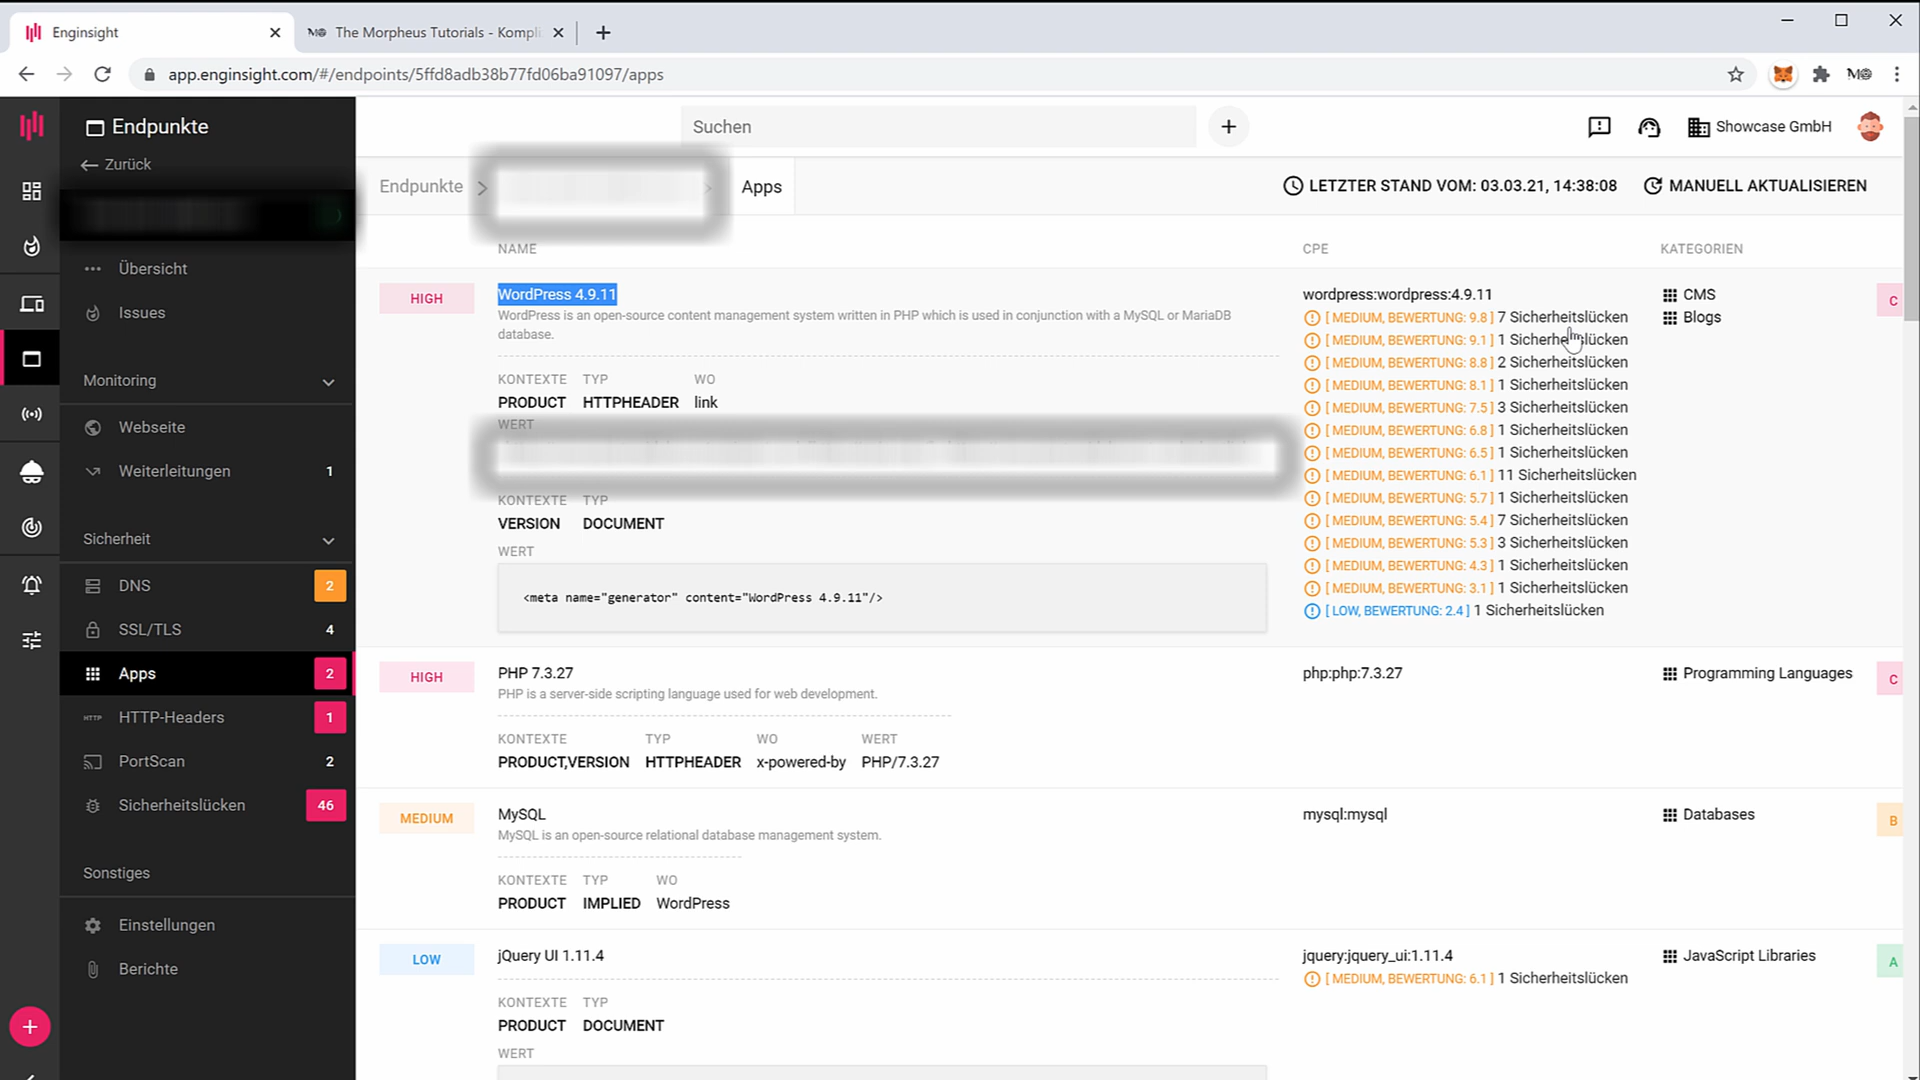 Enginsight
The Morpheus Tutorials - Kompli
app.enginsight.com/#/endpoints/5ffd8adb38b77fd06ba91097/apps
Endpunkte
Zurück
Übersicht
Issues
Monitoring
Webseite
Weiterleitungen 1
Sicherheit
DNS 2
SSL/TLS 4
Apps 2
HTTP HTTP-Headers 1
PortScan 2
Sicherheitslücken 46
Sonstiges
Einstellungen
Berichte
Suchen
Showcase GmbH
Endpunkte
Apps
LETZTER STAND VOM: 03.03.21, 14:38:08
MANUELL AKTUALISIEREN
NAME CPE KATEGORIEN
HIGH
WordPress 4.9.11
WordPress is an open-source content management system written in PHP which is used in conjunction with a MySQL or MariaDB
database.
KONTEXTE TYP WO
PRODUCT HTTPHEADER link
WERT
KONTEXTE TYP
VERSION DOCUMENT
WERT
<meta name="generator" content="WordPress 4.9.11"/>
wordpress:wordpress:4.9.11
[ MEDIUM, BEWERTUNG: 9.8 ] 7 Sicherheitslücken
[ MEDIUM, BEWERTUNG: 9.1 ] 1 Sicherheitslücken
[ MEDIUM, BEWERTUNG: 8.8 ] 2 Sicherheitslücken
[ MEDIUM, BEWERTUNG: 8.1 ] 1 Sicherheitslücken
[ MEDIUM, BEWERTUNG: 7.5 ] 3 Sicherheitslücken
[ MEDIUM, BEWERTUNG: 6.8 ] 1 Sicherheitslücken
[ MEDIUM, BEWERTUNG: 6.5 ] 1 Sicherheitslücken
[ MEDIUM, BEWERTUNG: 6.1 ] 11 Sicherheitslücken
[ MEDIUM, BEWERTUNG: 5.7 ] 1 Sicherheitslücken
[ MEDIUM, BEWERTUNG: 5.4 ] 7 Sicherheitslücken
[ MEDIUM, BEWERTUNG: 5.3 ] 3 Sicherheitslücken
[ MEDIUM, BEWERTUNG: 4.3 ] 1 Sicherheitslücken
[ MEDIUM, BEWERTUNG: 3.1 ] 1 Sicherheitslücken
[ LOW, BEWERTUNG: 2.4 ] 1 Sicherheitslücken
CMS
Blogs
C
HIGH
PHP 7.3.27
PHP is a server-side scripting language used for web development.
KONTEXTE TYP WO WERT
PRODUCT,VERSION HTTPHEADER x-powered-by PHP/7.3.27
php:php:7.3.27
Programming Languages
C
MEDIUM
MySQL
MySQL is an open-source relational database management system.
KONTEXTE TYP WO
PRODUCT IMPLIED WordPress
mysql:mysql
Databases
B
LOW
jQuery UI 1.11.4
KONTEXTE TYP
PRODUCT DOCUMENT
WERT
jquery:jquery_ui:1.11.4
[ MEDIUM, BEWERTUNG: 6.1 ] 1 Sicherheitslücken
JavaScript Libraries
A